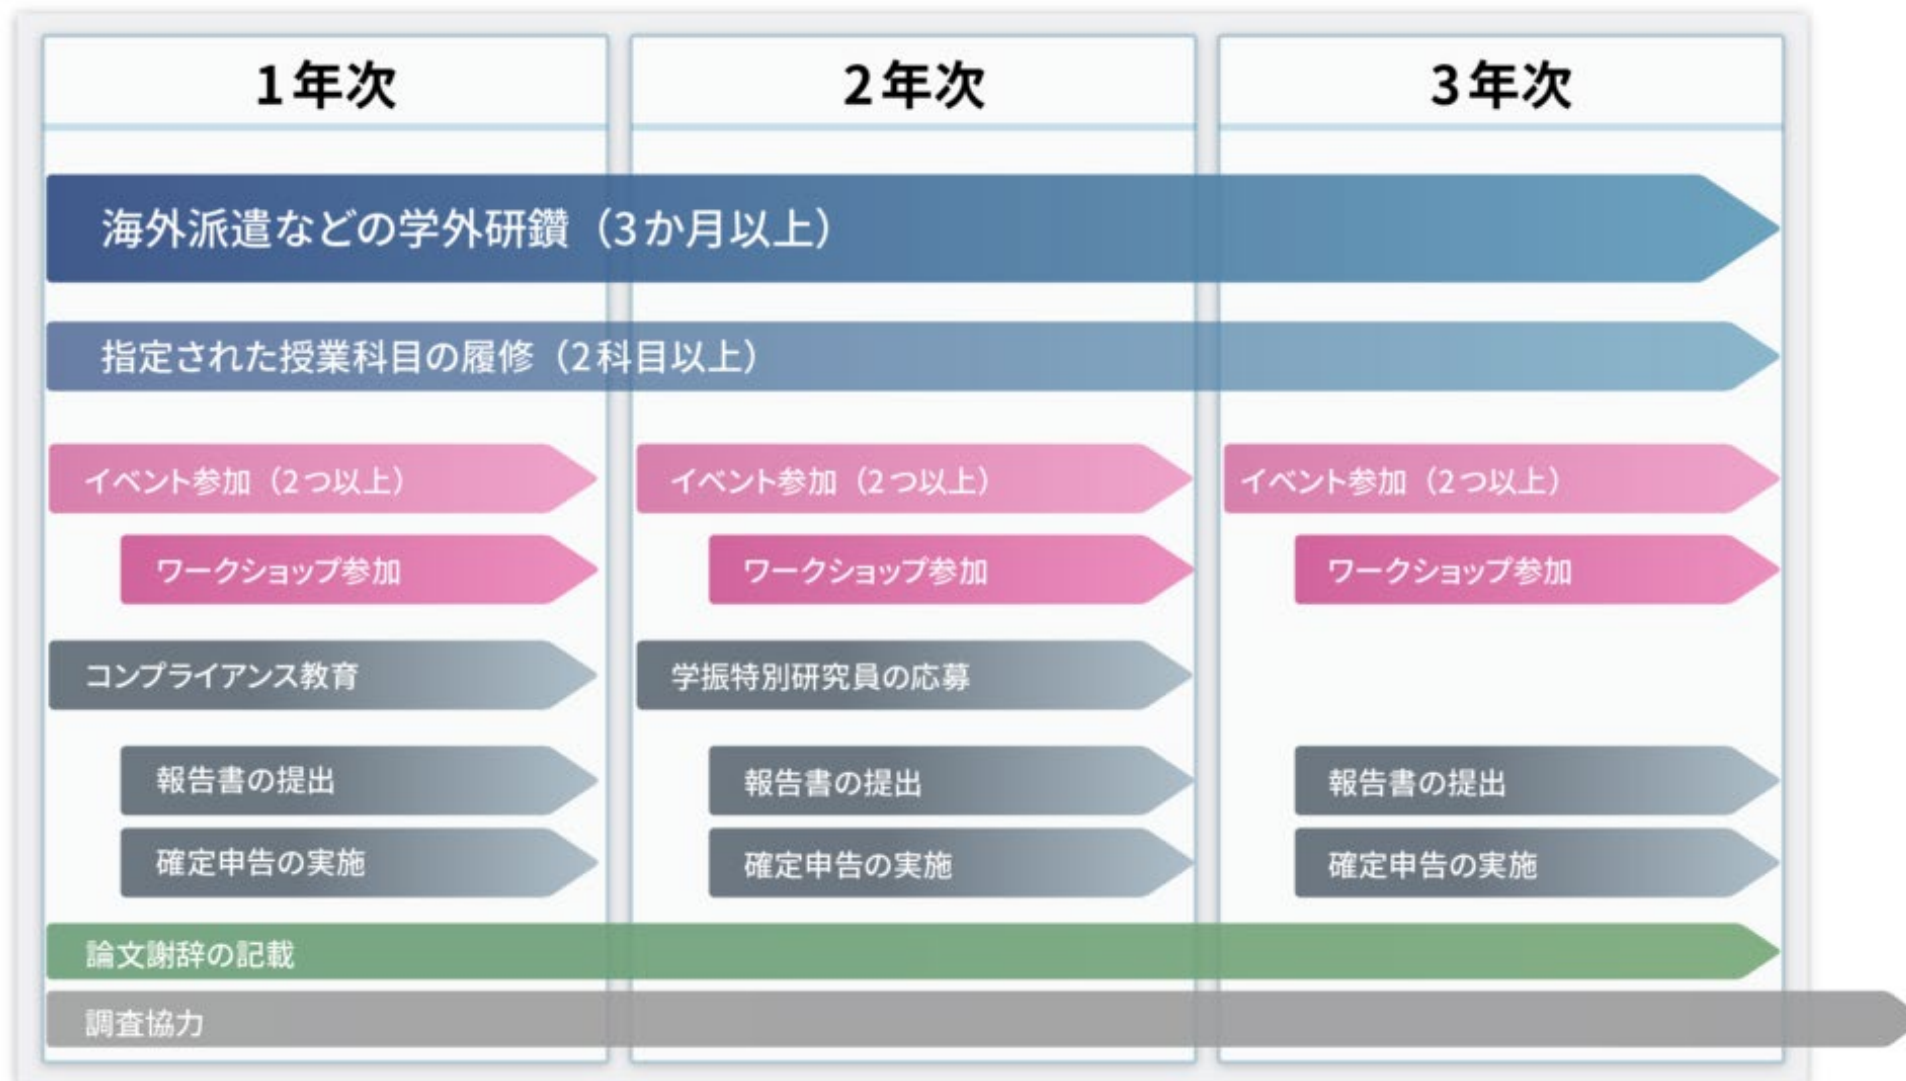 1年次
2年次
3年次
海外派遣などの学外研鑽（3か月以上）
指定された授業科目の履修（2科目以上）
イベント参加（2つ以上）
イベント参加（2つ以上）
イベント参加（2つ以上）
ワークショップ参加
ワークショップ参加
ワークショップ参加
コンプライアンス教育
学振特別研究員の応募
報告書の提出
報告書の提出
報告書の提出
確定申告の実施
確定申告の実施
確定申告の実施
論文謝辞の記載
調査協力